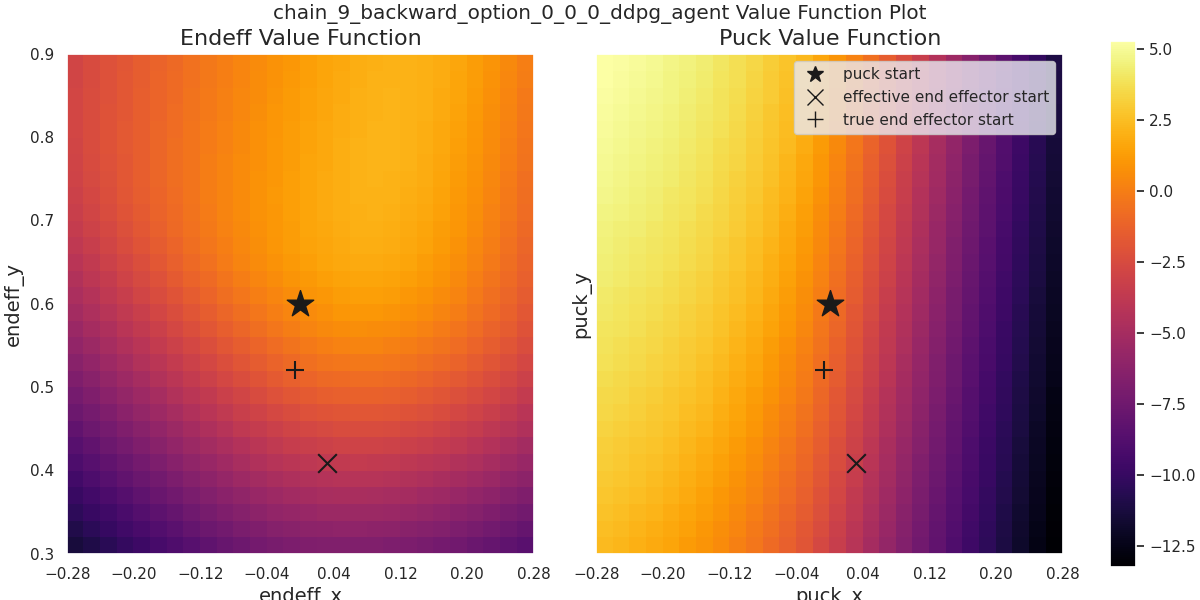 chain_9_backward_option_0_0_0_ddpg_agent Value Function Plot
Endeff Value Function
Puck Value Function
0.9
0.8
0.7
0.6
0.5
0.4
0.3
endeff_y
−0.28 −0.20 −0.12 −0.04 0.04 0.12 0.20 0.28
endeff_x
puck_y
puck start
effective end effector start
true end effector start
−0.28 −0.20 −0.12 −0.04 0.04 0.12 0.20 0.28
puck_x
5.0
2.5
0.0
−2.5
−5.0
−7.5
−10.0
−12.5